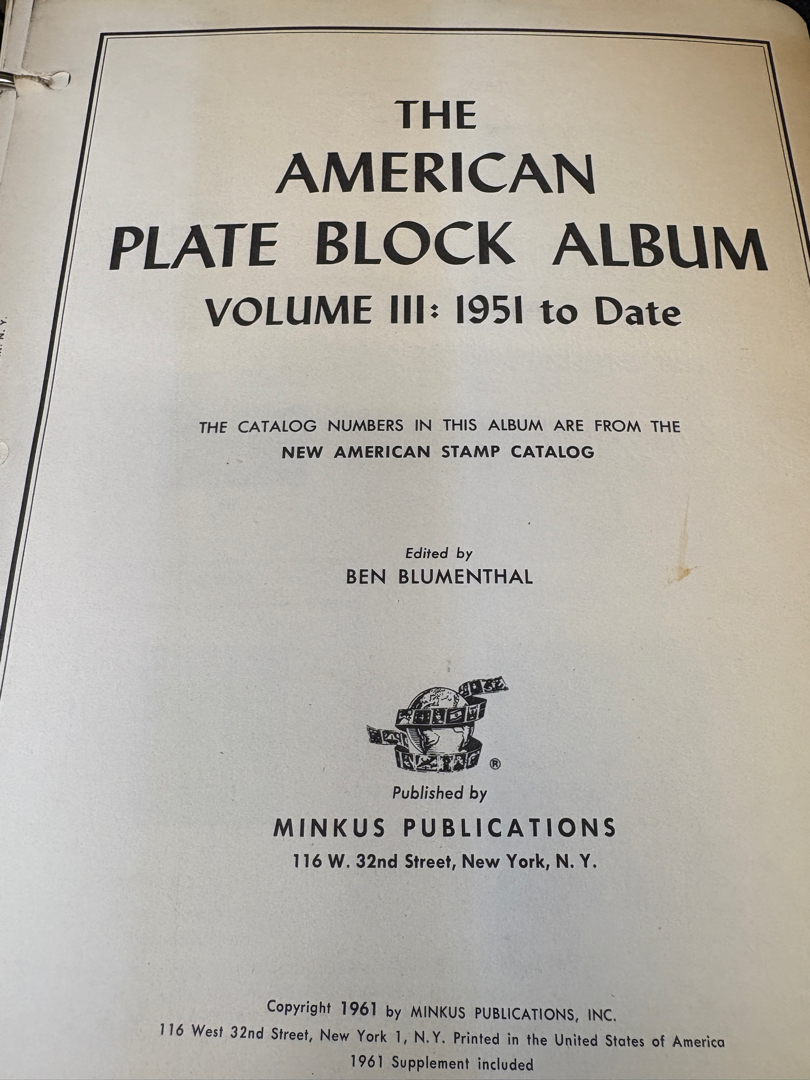 THE
AMERICAN
PLATE BLOCK ALBUM
VOLUME III: 1951 to Date
THE CATALOG NUMBERS IN THIS ALBUM ARE FROM THE
NEW AMERICAN STAMP CATALOG
Edited by
BEN BLUMENTHAL
®
Published by
MINKUS PUBLICATIONS
116 W. 32nd Street, New York, N. Y.
Copyright 1961 by MINKUS PUBLICATIONS, INC.
116 West 32nd Street, New York 1, N.Y. Printed in the United States of America
1961 Supplement included
N. Y.